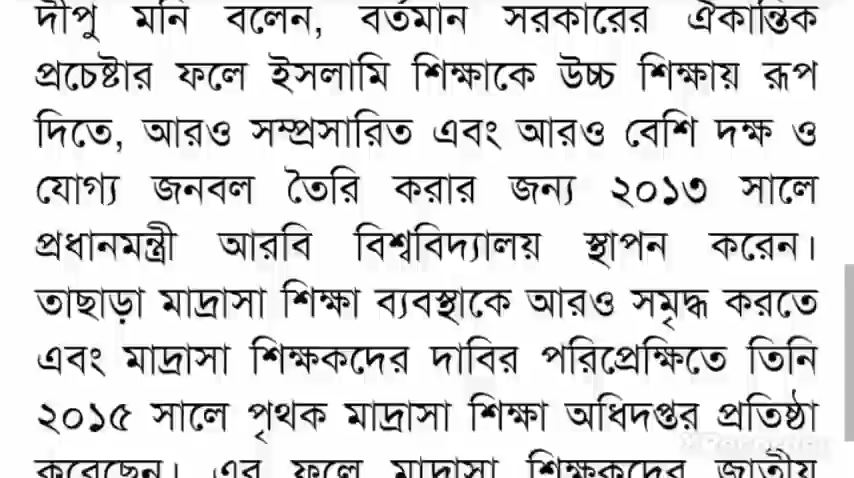 দীপু মনি বলেন, বর্তমান সরকারের ঐকান্তিক
প্রচেষ্টার ফলে ইসলামি শিক্ষাকে উচ্চ শিক্ষায় রূপ
দিতে, আরও সম্প্রসারিত এবং আরও বেশি দক্ষ ও
যোগ্য জনবল তৈরি করার জন্য ২০১৩ সালে
প্রধানমন্ত্রী আরবি বিশ্ববিদ্যালয় স্থাপন করেন।
তাছাড়া মাদ্রাসা শিক্ষা ব্যবস্থাকে আরও সমৃদ্ধ করতে
এবং মাদ্রাসা শিক্ষকদের দাবির পরিপ্রেক্ষিতে তিনি
২০১৫ সালে পৃথক মাদ্রাসা শিক্ষা অধিদপ্তর প্রতিষ্ঠা
করেছেন। এর ফলে মাদ্রাসা শিক্ষকদের জাতীয়